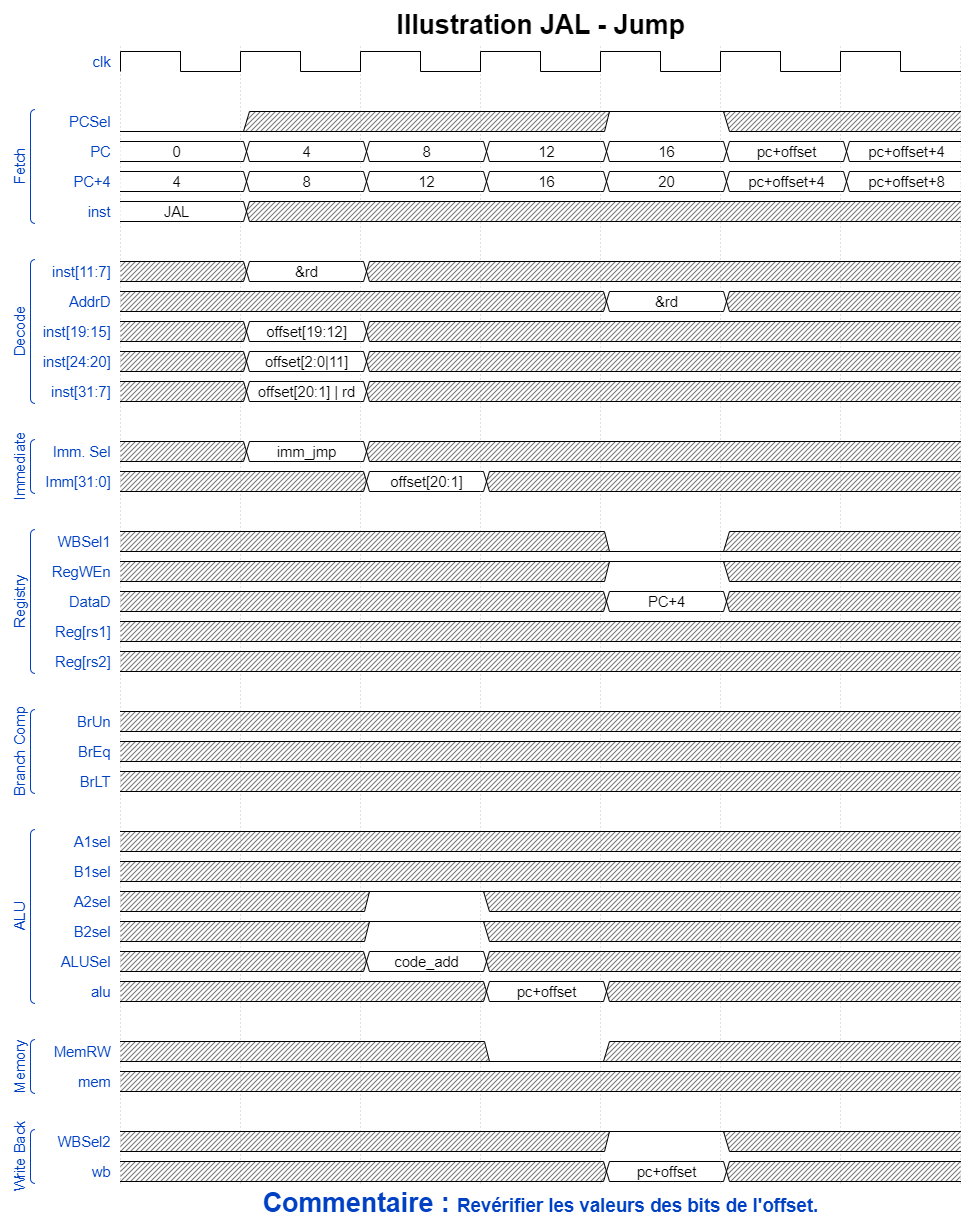 Illustration JAL - Jump
clk
Fetch
PCSel
PC 0 4 8 12 16 pc+offset pc+offset+4
PC+4 4 8 12 16 20 pc+offset+4 pc+offset+8
inst JAL
Decode
inst[11:7] &rd
AddrD &rd
inst[19:15] offset[19:12]
inst[24:20] offset[2:0|11]
inst[31:7] offset[20:1] | rd
Immediate
Imm. Sel imm_jmp
Imm[31:0] offset[20:1]
Registry
WBSel1
RegWEn
DataD PC+4
Reg[rs1]
Reg[rs2]
Branch Comp
BrUn
BrEq
BrLT
ALU
A1sel
B1sel
A2sel
B2sel
ALUSel code_add
alu pc+offset
Memory
MemRW
mem
Write Back
WBSel2
wb pc+offset
Commentaire : Revérifier les valeurs des bits de l'offset.